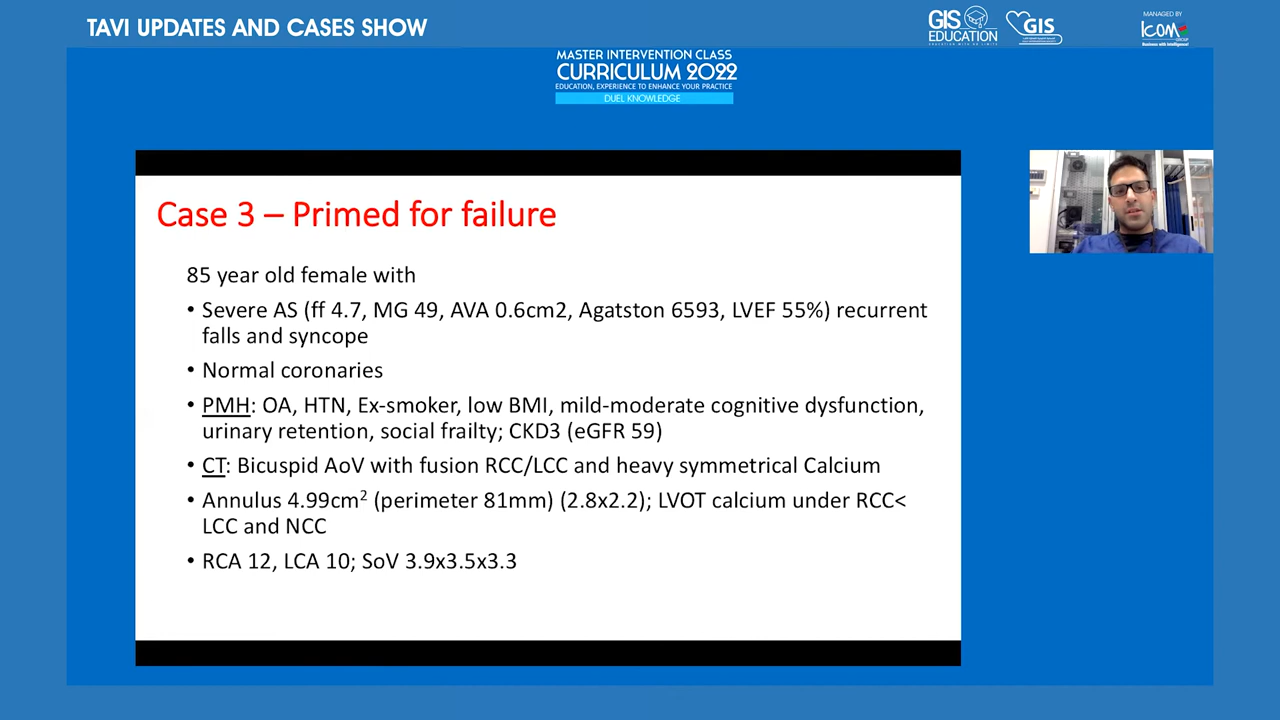 TAVI UPDATES AND CASES SHOW
GIS
EDUCATION
GIS
MANAGED BY
Icom
GROUP
Business with Intelligence!
MASTER INTERVENTION CLASS
CURRICULUM 2022
EDUCATION, EXPERIENCE TO ENHANCE YOUR PRACTICE
DUEL KNOWLEDGE
Case 3 – Primed for failure
85 year old female with
• Severe AS (ff 4.7, MG 49, AVA 0.6cm2, Agatston 6593, LVEF 55%) recurrent
falls and syncope
• Normal coronaries
• PMH: OA, HTN, Ex-smoker, low BMI, mild-moderate cognitive dysfunction,
urinary retention, social frailty; CKD3 (eGFR 59)
• CT: Bicuspid AoV with fusion RCC/LCC and heavy symmetrical Calcium
• Annulus 4.99cm² (perimeter 81mm) (2.8x2.2); LVOT calcium under RCC<
LCC and NCC
• RCA 12, LCA 10; SoV 3.9x3.5x3.3